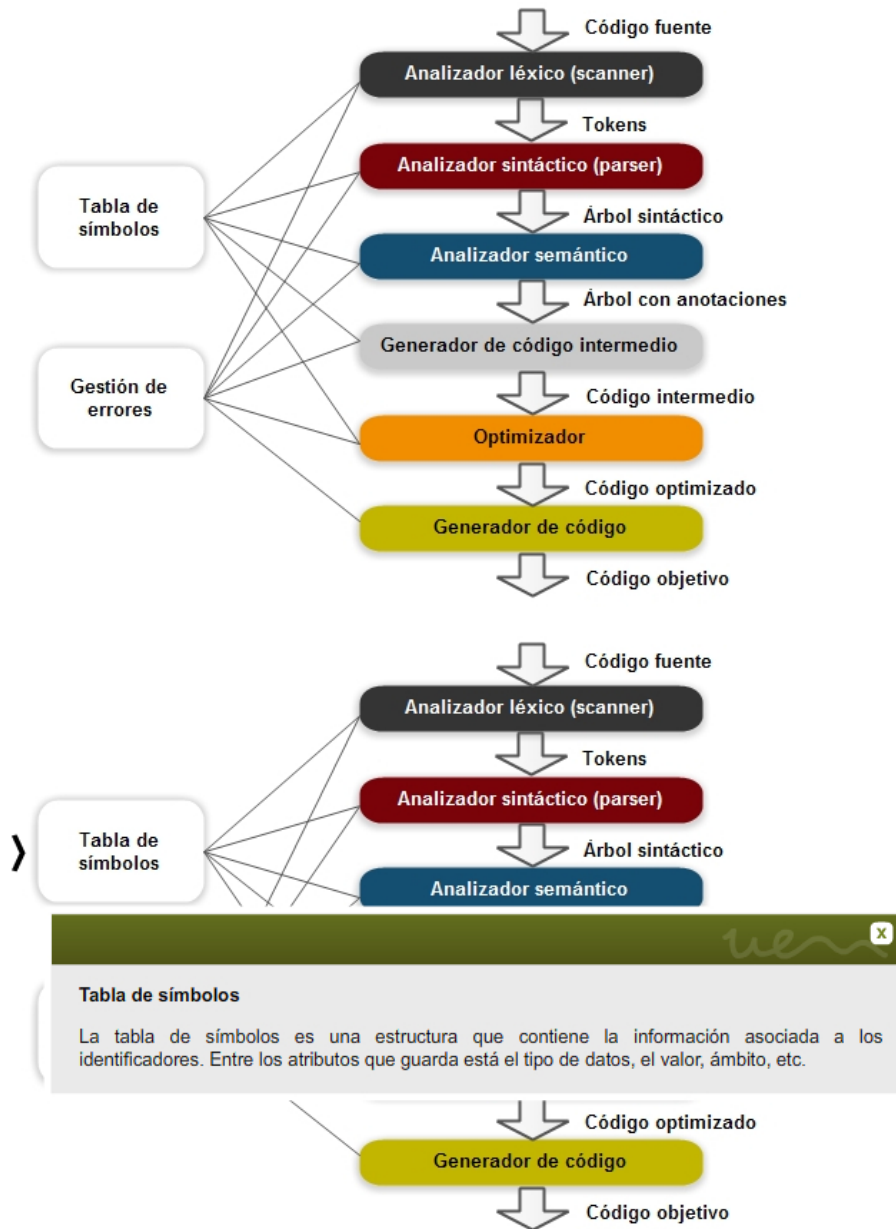 Código fuente
Analizador léxico (scanner)
Tokens
Analizador sintáctico (parser)
Tabla de
símbolos
Árbol sintáctico
Analizador semántico
Árbol con anotaciones
Generador de código intermedio
Gestión de
errores
Código intermedio
Optimizador
Código optimizado
Generador de código
Código objetivo
Código fuente
Analizador léxico (scanner)
Tokens
Analizador sintáctico (parser)
Tabla de
símbolos
Árbol sintáctico
Analizador semántico
uem
x
Tabla de símbolos
La tabla de símbolos es una estructura que contiene la información asociada a los
identificadores. Entre los atributos que guarda está el tipo de datos, el valor, ámbito, etc.
Código optimizado
Generador de código
Código objetivo